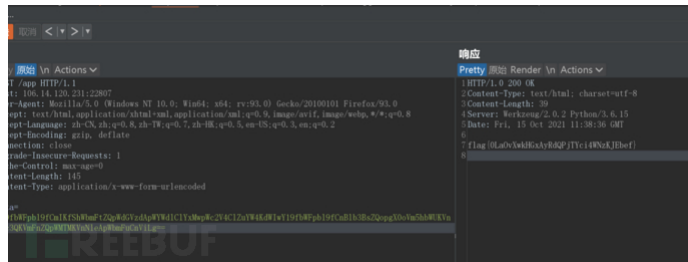 取消 < >
原始 \n Actions
/app HTTP/1.1
t: 106.14.120.231:22807
er-Agent: Mozilla/5.0 (Windows NT 10.0; Win64; x64; rv:93.0) Gecko/20100101 Firefox/93.0
ept: text/html,application/xhtml+xml,application/xml;q=0.9,image/avif,image/webp,*/*;q=0.8
ept-Language: zh-CN,zh;q=0.8,zh-TW;q=0.7,zh-HK;q=0.5,en-US;q=0.3,en;q=0.2
ept-Encoding: gzip, deflate
nection: close
grade-Insecure-Requests: 1
he-Control: max-age=0
tent-Length: 145
tent-Type: application/x-www-form-urlencoded
响应
Pretty 原始 Render \n Actions
1 HTTP/1.0 200 OK
2 Content-Type: text/html; charset=utf-8
3 Content-Length: 39
4 Server: Werkzeug/2.0.2 Python/3.6.15
5 Date: Fri, 15 Oct 2021 11:38:36 GMT
6
7 flag{OLaOvXwkHGxAyRdQPjTYci4WNzKJEbef}
8
REEBUF